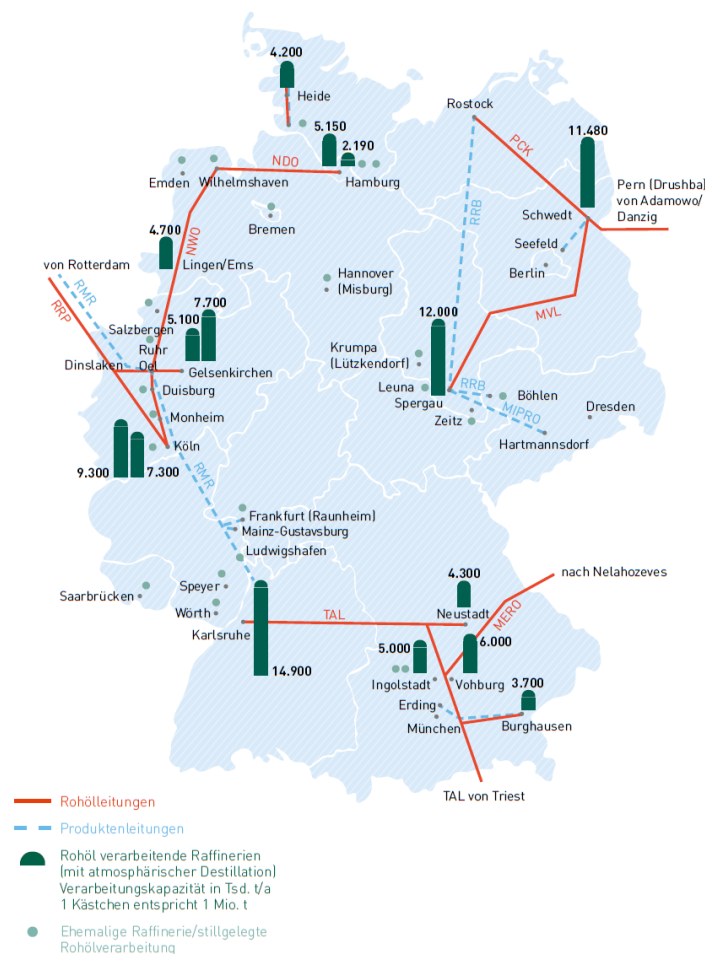 4.200
Heide
Rostock
5.150
2.190
PCK
11.480
NDO
Emden
Wilhelmshaven
Hamburg
Pern (Drushba)
von Adamowo/
Danzig
RRB
Schwedt
Bremen
NWO
4.700
Lingen/Ems
Seefeld
Berlin
von Rotterdam
RMR
RRP
Hannover
(Misburg)
Salzbergen
7.700
5.100
12.000
MVL
Ruhr
Oel
Dinslaken
Gelsenkirchen
Krumpa
(Lützkendorf)
Duisburg
Leuna
Spergau
RRB
Böhlen
Zeitz
MIPRO
Dresden
Hartmannsdorf
Monheim
Köln
9.300
7.300
RMR
Frankfurt (Raunheim)
Mainz-Gustavsburg
Ludwigshafen
Saarbrücken
Speyer
Wörth
Karlsruhe
14.900
TAL
4.300
Neustadt
nach Nelahozeves
MERO
5.000
6.000
Ingolstadt
Vohburg
3.700
Erding
München
Burghausen
TAL von Triest
Rohölleitungen
Produktenleitungen
Rohöl verarbeitende Raffinerien
(mit atmosphärischer Destillation)
Verarbeitungskapazität in Tsd. t/a
1 Kästchen entspricht 1 Mio. t
Ehemalige Raffinerie/stillgelegte
Rohölverarbeitung